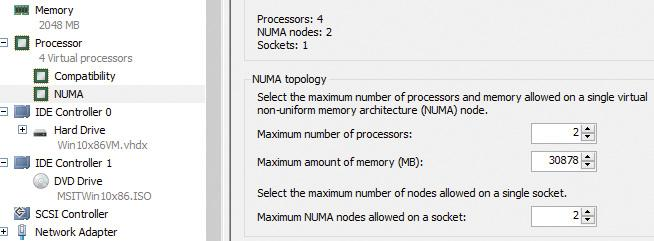 Memory
2048 MB
Processor
4 Virtual processors
Compatibility
NUMA
IDE Controller 0
Hard Drive
Win10x86VM.vhdx
IDE Controller 1
DVD Drive
MSITWin10x86.ISO
SCSI Controller
Network Adapter
Processors: 4
NUMA nodes: 2
Sockets: 1
NUMA topology
Select the maximum number of processors and memory allowed on a single virtual
non-uniform memory architecture (NUMA) node.
Maximum number of processors: 2
Maximum amount of memory (MB): 30878
Select the maximum number of nodes allowed on a single socket.
Maximum NUMA nodes allowed on a socket: 2